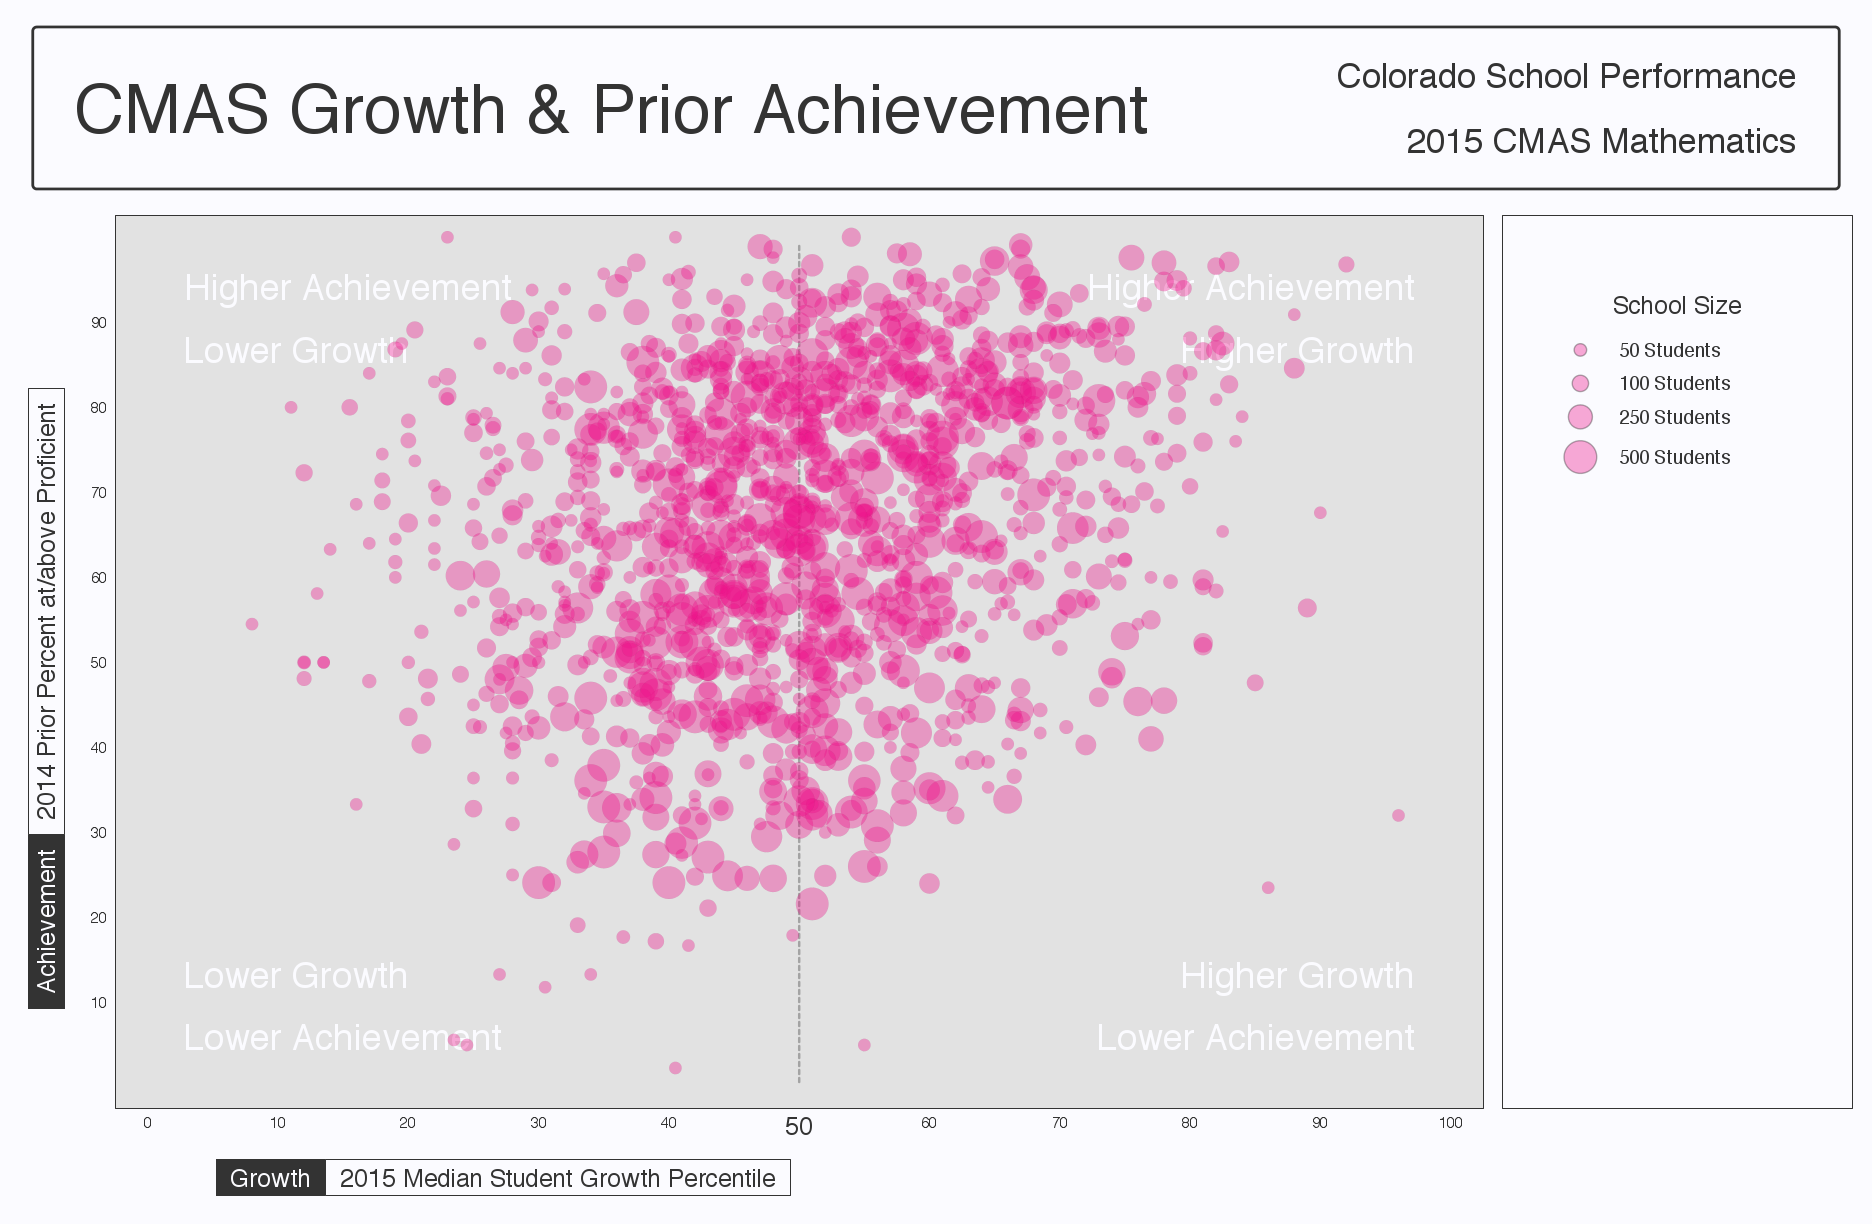 CMAS Growth & Prior Achievement
Colorado School Performance
2015 CMAS Mathematics
Higher Achievement
Lower Growth
Higher Achievement
Higher Growth
Lower Growth
Lower Achievement
Higher Growth
Lower Achievement
Achievement 2014 Prior Percent at/above Proficient
90
80
70
60
50
40
30
20
10
0 10 20 30 40 50 60 70 80 90 100
Growth 2015 Median Student Growth Percentile
School Size
50 Students
100 Students
250 Students
500 Students